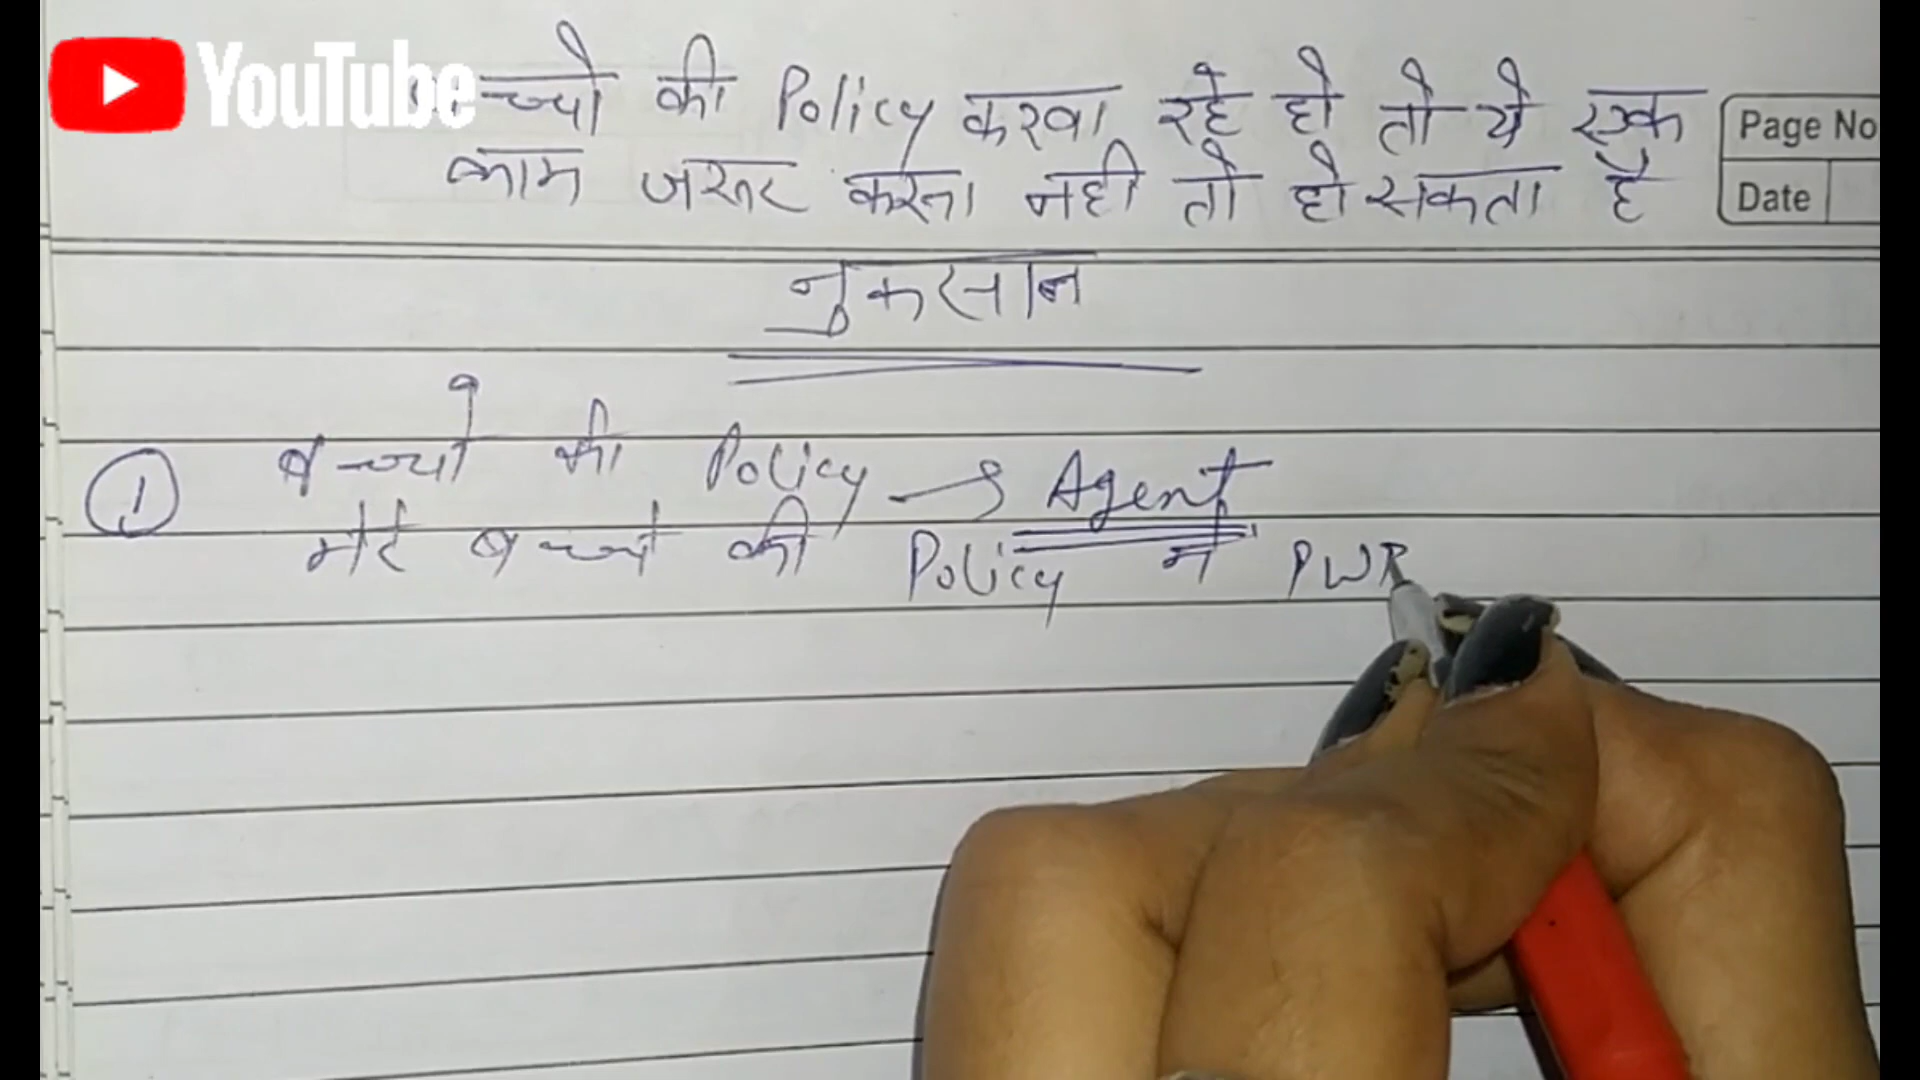 YouTube
बच्चो की Policy करवा रहे हो तो ये एक
काम जरूर करना नही तो हो सकता है
नुकसान
Page No
Date
1 बच्चो की Policy → Agent
मेरे बच्चो की Policy में PWB